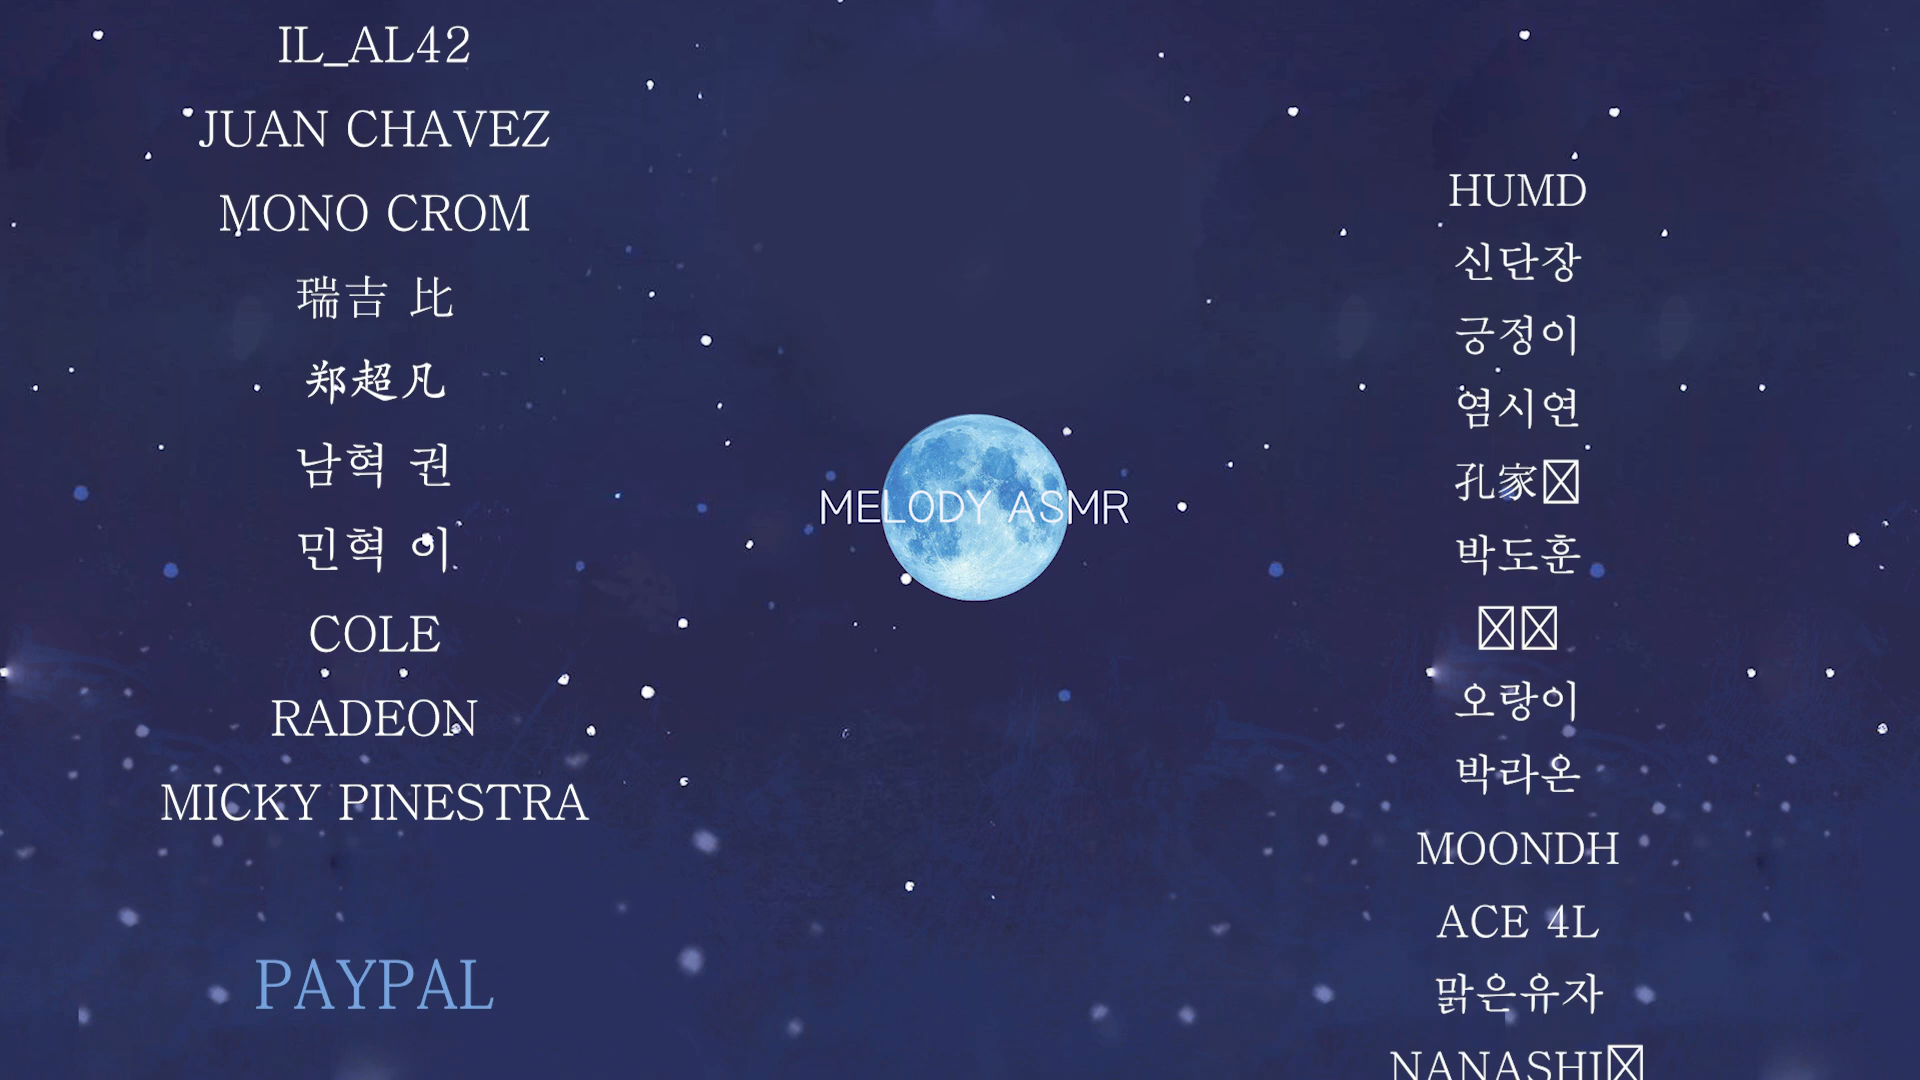 IL_AL42
JUAN CHAVEZ
MONO CROM
瑞吉 比
郑超凡
남혁 권
민혁 이
COLE
RADEON
MICKY PINESTRA
PAYPAL
MELODY ASMR
HUMD
신단장
긍정이
염시연
孔家
박도훈
오랑이
박라온
MOONDH
ACE 4L
맑은유자
NANASHI